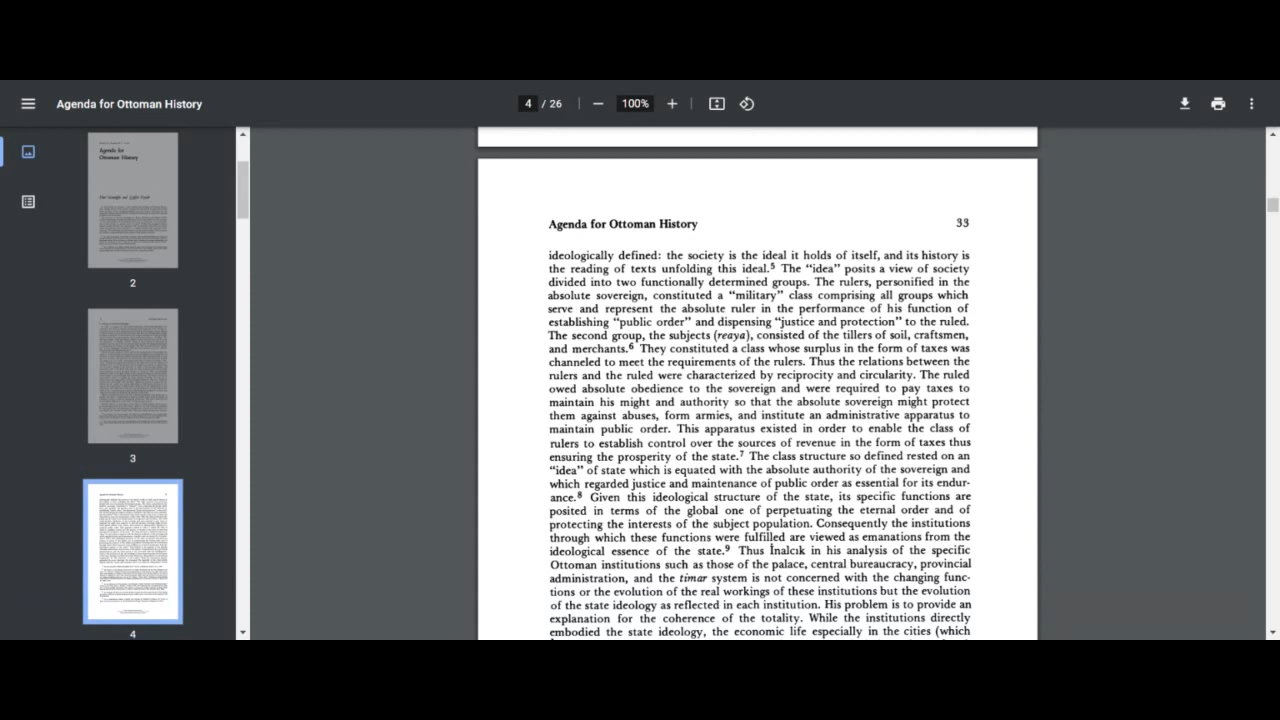 Agenda for Ottoman History
4 / 26
100%
2
3
4
Agenda for
Ottoman History
Agenda for Ottoman History 33
ideologically defined: the society is the ideal it holds of itself, and its history is
the reading of texts unfolding this ideal.5 The “idea” posits a view of society
divided into two functionally determined groups. The rulers, personified in the
absolute sovereign, constituted a “military” class comprising all groups which
serve and represent the absolute ruler in the performance of his function of
establishing “public order” and dispensing “justice and protection” to the ruled.
The second group, the subjects (reaya), consisted of the tillers of soil, craftsmen,
and merchants.6 They constituted a class whose surplus in the form of taxes was
channeled to meet the requirements of the rulers. Thus the relations between the
rulers and the ruled were characterized by reciprocity and circularity. The ruled
owed absolute obedience to the sovereign and were required to pay taxes to
maintain his might and authority so that the absolute sovereign might protect
them against abuses, form armies, and institute an administrative apparatus to
maintain public order. This apparatus existed in order to enable the class of
rulers to establish control over the sources of revenue in the form of taxes thus
ensuring the prosperity of the state.7 The class structure so defined rested on an
“idea” of state which is equated with the absolute authority of the sovereign and
which regarded justice and maintenance of public order as essential for its endur-
ance.8 Given this ideological structure of the state, its specific functions are
posited in terms of the global one of perpetuating the eternal order and of
protecting the interests of the subject population. Consequently the institutions
through which these functions were fulfilled are viewed as emanations from the
ideological essence of the state.9 Thus İnalcık in his analysis of the specific
Ottoman institutions such as those of the palace, central bureaucracy, provincial
administration, and the timar system is not concerned with the changing func-
tions or the evolution of the real workings of these institutions but the evolution
of the state ideology as reflected in each institution. His problem is to provide an
explanation for the coherence of the totality. While the institutions directly
embodied the state ideology, the economic life especially in the cities (which